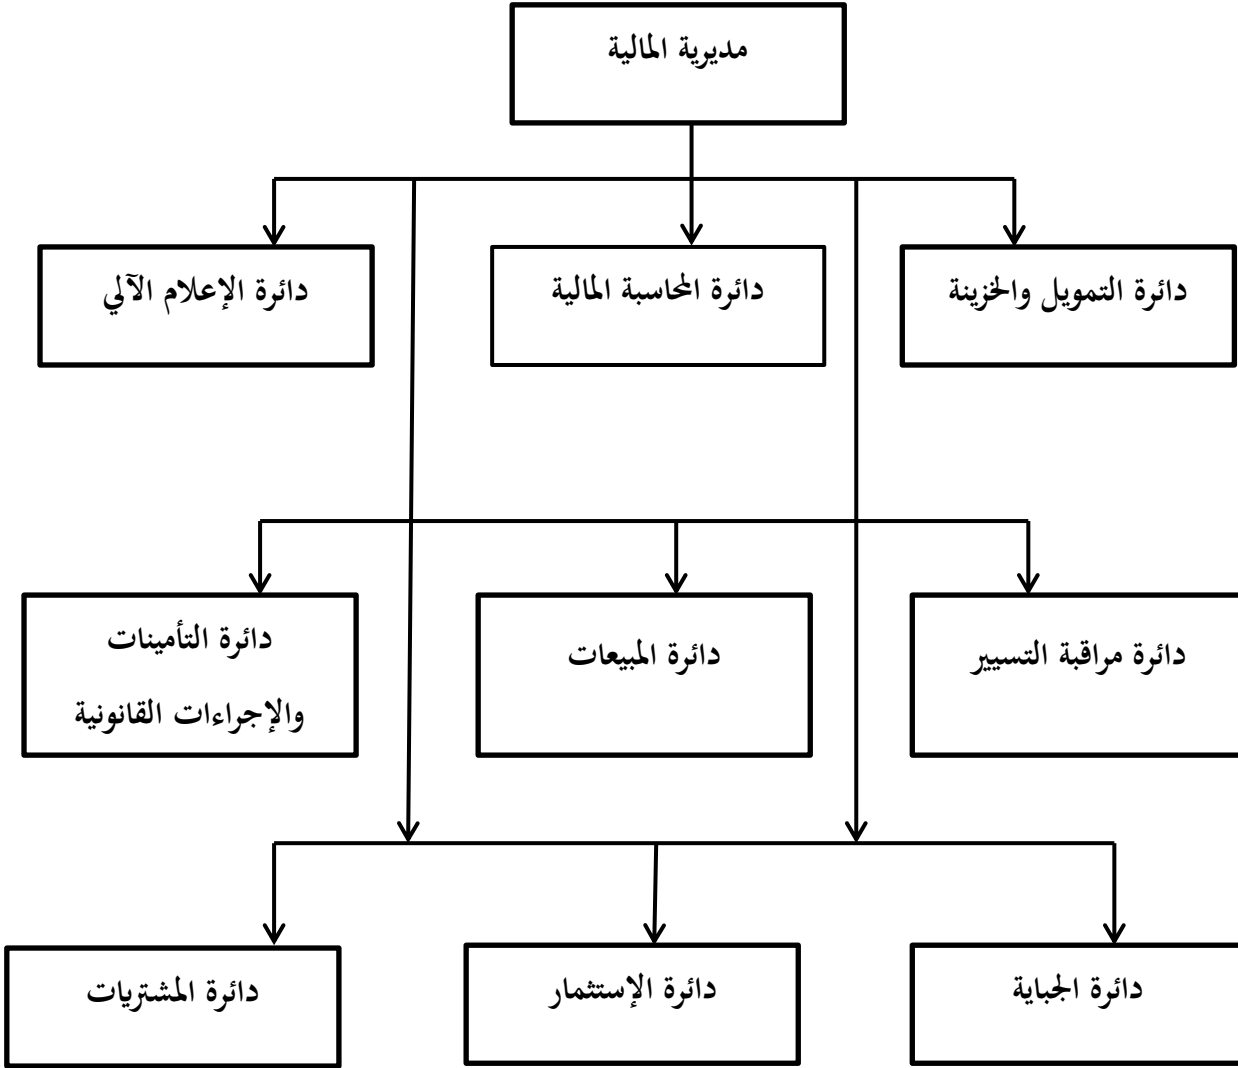 مديرية المالية
دائرة التمويل والخزينة
دائرة المحاسبة المالية
دائرة الإعلام الآلي
دائرة مراقبة التسيير
دائرة المبيعات
دائرة التأمينات
والإجراءات القانونية
دائرة الجباية
دائرة الإستثمار
دائرة المشتريات